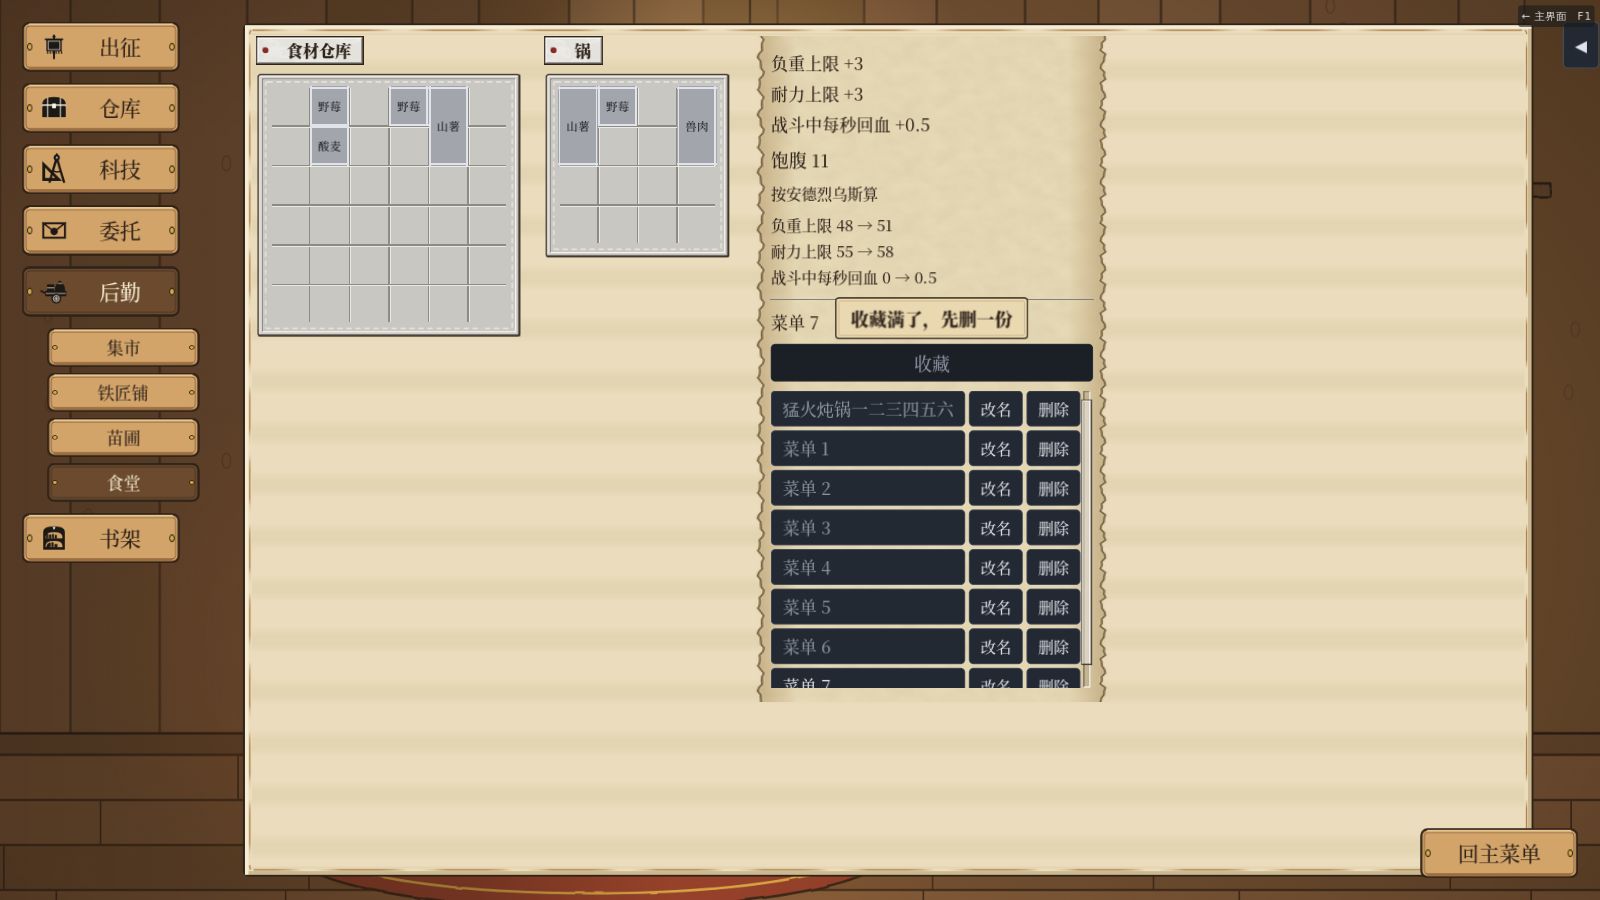 出征
仓库
科技
委托
后勤
集市
铁匠铺
苗圃
食堂
书架
食材仓库
野莓
野莓
山薯
酸麦
锅
山薯
野莓
兽肉
负重上限 +3
耐力上限 +3
战斗中每秒回血 +0.5
饱腹 11
按安德烈乌斯算
负重上限 48 → 51
耐力上限 55 → 58
战斗中每秒回血 0 → 0.5
菜单 7
收藏满了，先删一份
收藏
猛火炖锅一二三四五六 改名 删除
菜单 1 改名 删除
菜单 2 改名 删除
菜单 3 改名 删除
菜单 4 改名 删除
菜单 5 改名 删除
菜单 6 改名 删除
菜单 7 改名 删除
← 主界面 F1
回主菜单